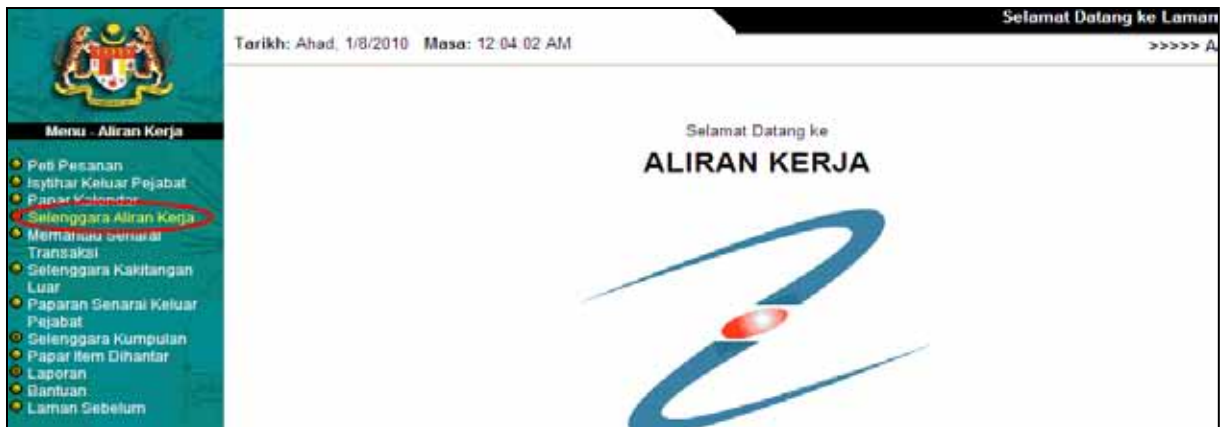 Selamat Datang ke Laman
Tarikh: Ahad, 1/8/2010 Masa: 12:04:02 AM
>>>>> A
Menu - Aliran Kerja
Peti Pesanan
Isytihar Keluar Pejabat
Papar Kalendar
Selenggara Aliran Kerja
Memantau Senarai
Transaksi
Selenggara Kakitangan
Luar
Paparan Senarai Keluar
Pejabat
Selenggara Kumpulan
Papar Item Dihantar
Laporan
Bantuan
Laman Sebelum
Selamat Datang ke
ALIRAN KERJA